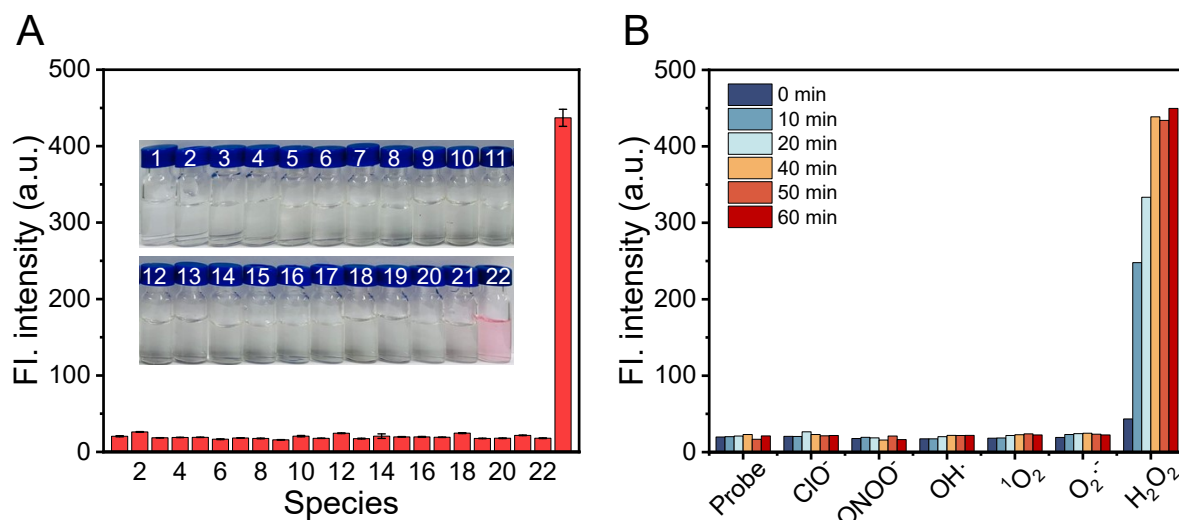 A
Fl. intensity (a.u.)
500
400
300
200
100
0
1 2 3 4 5 6 7 8 9 10 11
12 13 14 15 16 17 18 19 20 21 22
2 4 6 8 10 12 14 16 18 20 22
Species
B
Fl. intensity (a.u.)
500
400
300
200
100
0
0 min
10 min
20 min
40 min
50 min
60 min
Probe
ClO⁻
ONOO⁻
OH·
¹O₂
O₂·⁻
H₂O₂